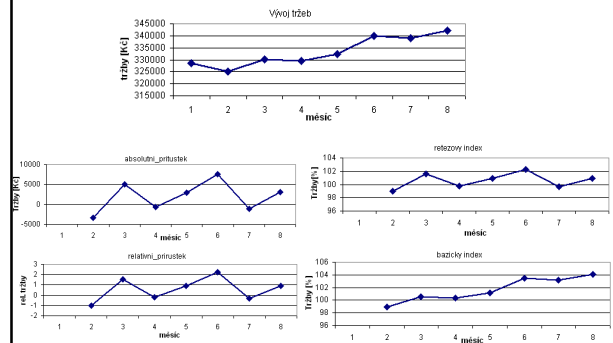 Vývoj tržeb
tržby [Kč]
345000
340000
335000
330000
325000
320000
315000
1 2 3 4 5 6 7 8
měsíc
absolutni_pritustek
Tržby [Kč]
10000
5000
0
-5000
1 2 3 4 5 6 7 8
měsíc
retezovy index
Tržby[%]
104
102
100
98
96
1 2 3 4 5 6 7 8
měsíc
relativni_prirustek
rel. tržby
3
2
1
0
-1
-2
1 2 3 4 5 6 7 8
měsíc
bazicky index
Tržby [%]
106
104
102
100
98
96
1 2 3 4 5 6 7 8
měsíc